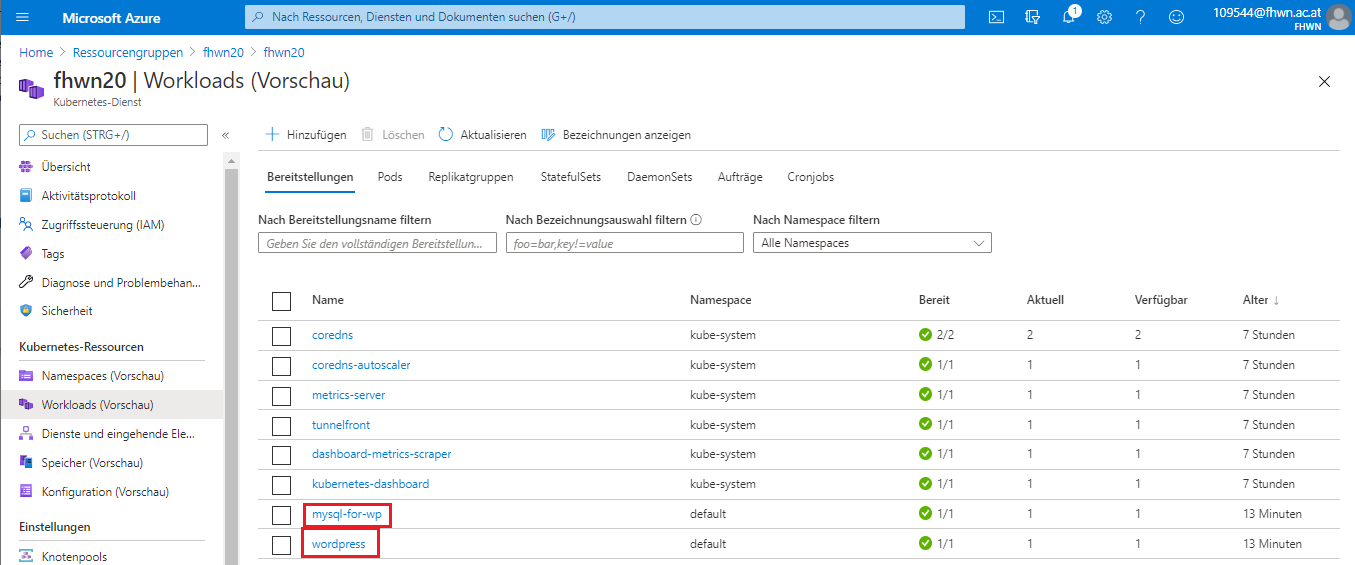 Microsoft Azure
Nach Ressourcen, Diensten und Dokumenten suchen (G+/)
1
109544@fhwn.ac.at
FHWN
Home > Ressourcengruppen > fhwn20 > fhwn20
fhwn20 | Workloads (Vorschau)
Kubernetes-Dienst
Suchen (STRG+/)
«
Übersicht
Aktivitätsprotokoll
Zugriffssteuerung (IAM)
Tags
Diagnose und Problembehan...
Sicherheit
Kubernetes-Ressourcen
Namespaces (Vorschau)
Workloads (Vorschau)
Dienste und eingehende Ele...
Speicher (Vorschau)
Konfiguration (Vorschau)
Einstellungen
Knotenpools
Hinzufügen Löschen Aktualisieren Bezeichnungen anzeigen
Bereitstellungen Pods Replikatgruppen StatefulSets DaemonSets Aufträge Cronjobs
Nach Bereitstellungsname filtern Nach Bezeichnungsauswahl filtern Nach Namespace filtern
Geben Sie den vollständigen Bereitstellun... foo=bar,key!=value Alle Namespaces
Name Namespace Bereit Aktuell Verfügbar Alter ↓
coredns kube-system 2/2 2 2 7 Stunden
coredns-autoscaler kube-system 1/1 1 1 7 Stunden
metrics-server kube-system 1/1 1 1 7 Stunden
tunnelfront kube-system 1/1 1 1 7 Stunden
dashboard-metrics-scraper kube-system 1/1 1 1 7 Stunden
kubernetes-dashboard kube-system 1/1 1 1 7 Stunden
mysql-for-wp default 1/1 1 1 13 Minuten
wordpress default 1/1 1 1 13 Minuten